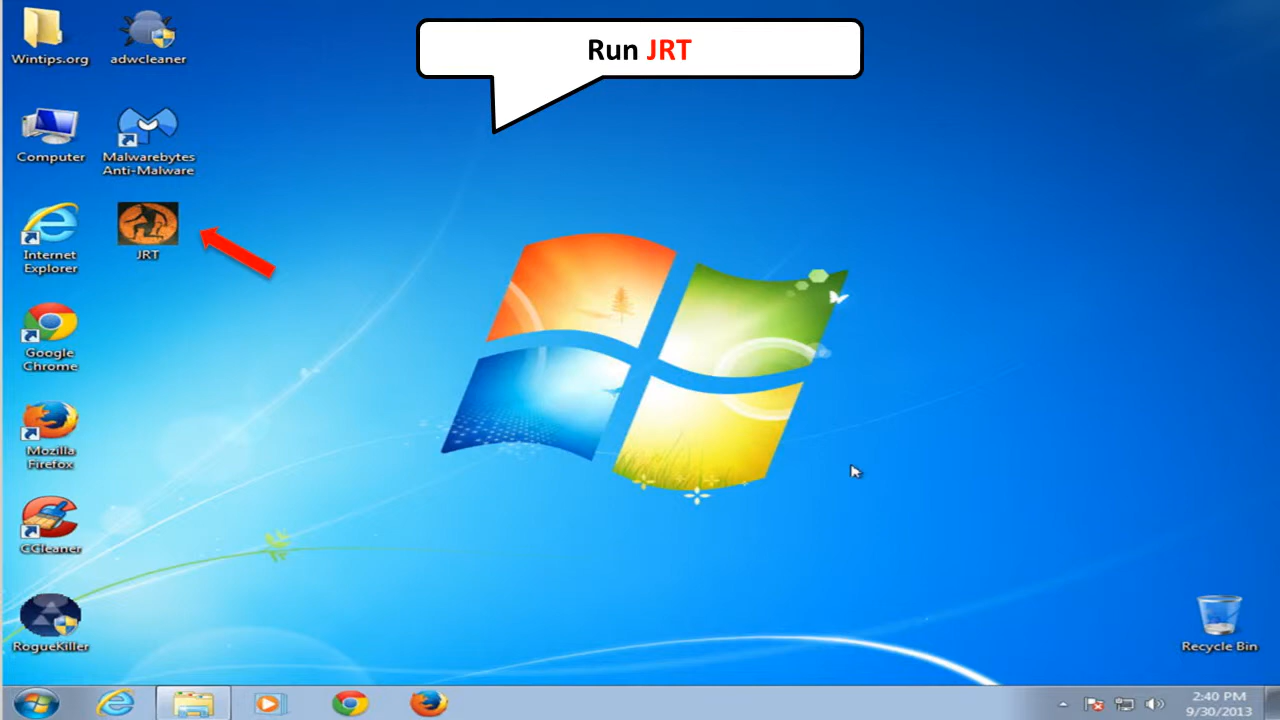 Run JRT
Wintips.org
adwcleaner
Computer
Malwarebytes
Anti-Malware
Internet
Explorer
JRT
Google
Chrome
Mozilla
Firefox
CCleaner
RogueKiller
Recycle Bin
2:40 PM
9/30/2013